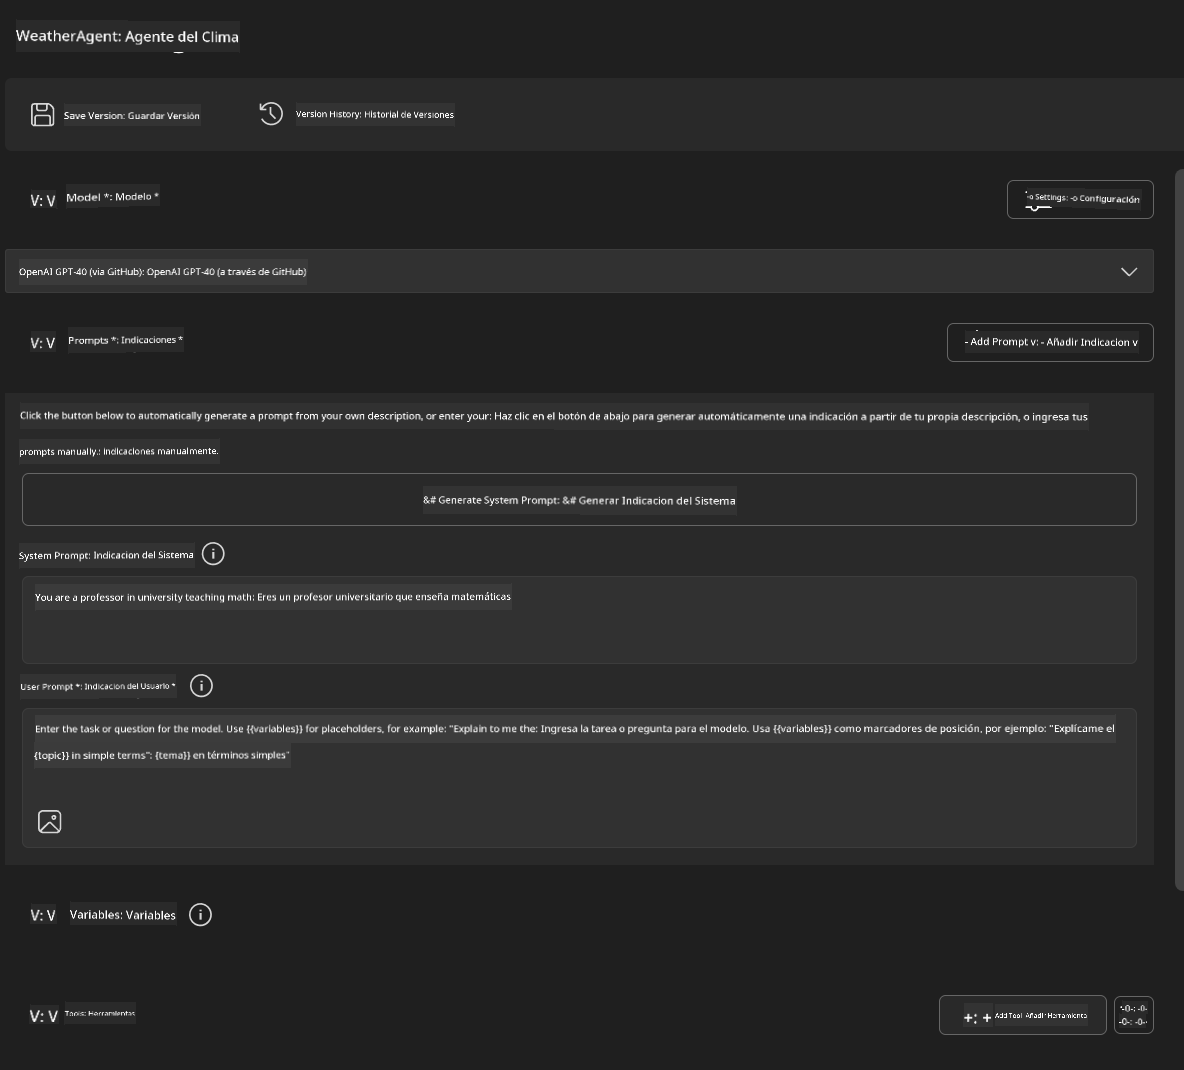 WeatherAgent: Agente del Clima
Save Version: Guardar Versión
Version History: Historial de Versiones
V: V
Model *: Modelo *
-o Settings: -o Configuración
OpenAI GPT-40 (via GitHub): OpenAI GPT-40 (a través de GitHub)
V: V
Prompts *: Indicaciones *
- Add Prompt v: - Añadir Indicacion v
Click the button below to automatically generate a prompt from your own description, or enter your: Haz clic en el botón de abajo para generar automáticamente una indicación a partir de tu propia descripción, o ingresa tus
prompts manually.: indicaciones manualmente.
&# Generate System Prompt: &# Generar Indicacion del Sistema
System Prompt: Indicacion del Sistema
You are a professor in university teaching math: Eres un profesor universitario que enseña matemáticas
User Prompt *: Indicacion del Usuario *
Enter the task or question for the model. Use {{variables}} for placeholders, for example: "Explain to me the: Ingresa la tarea o pregunta para el modelo. Usa {{variables}} como marcadores de posición, por ejemplo: "Explícame el
{topic}} in simple terms": {tema}} en términos simples"
V: V
Variables: Variables
V: V
Tools: Herramientas
+: +
Add Tool: Añadir Herramienta
-0-: -0-
-0-: -0-